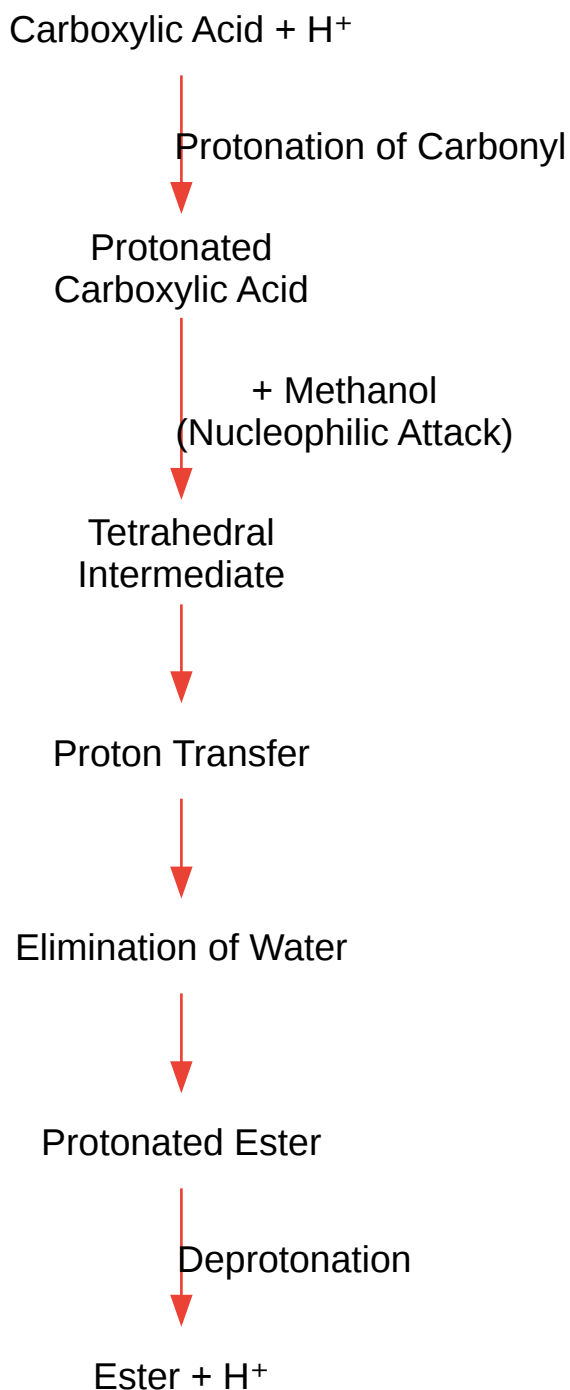 Carboxylic Acid + H⁺
Protonation of Carbonyl
Protonated
Carboxylic Acid
+ Methanol
(Nucleophilic Attack)
Tetrahedral
Intermediate
Proton Transfer
Elimination of Water
Protonated Ester
Deprotonation
Ester + H⁺